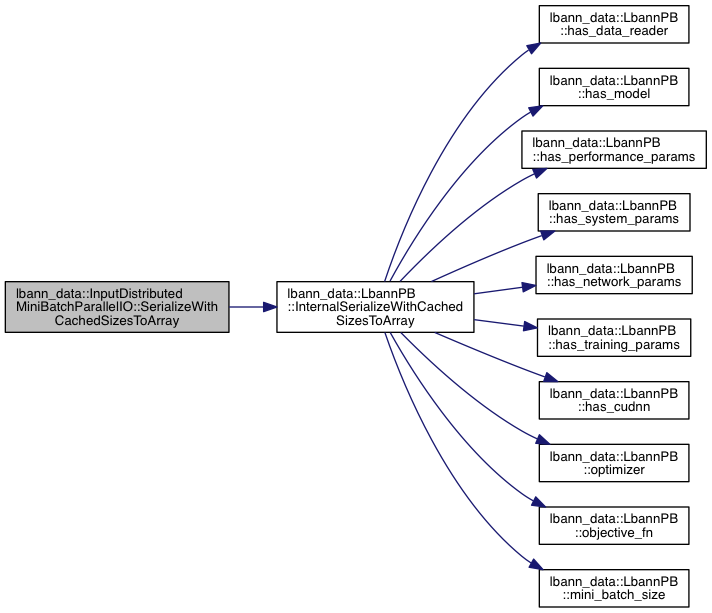 lbann_data::InputDistributed
MiniBatchParallelIO::SerializeWith
CachedSizesToArray
lbann_data::LbannPB
::InternalSerializeWithCached
SizesToArray
lbann_data::LbannPB
::has_data_reader
lbann_data::LbannPB
::has_model
lbann_data::LbannPB
::has_performance_params
lbann_data::LbannPB
::has_system_params
lbann_data::LbannPB
::has_network_params
lbann_data::LbannPB
::has_training_params
lbann_data::LbannPB
::has_cudnn
lbann_data::LbannPB
::optimizer
lbann_data::LbannPB
::objective_fn
lbann_data::LbannPB
::mini_batch_size